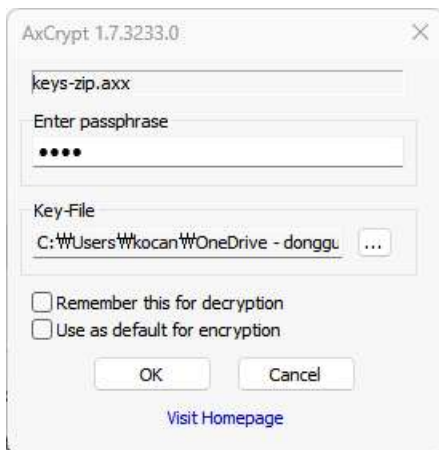 AxCrypt 1.7.3233.0
keys-zip.axx
Enter passphrase
●●●●
Key-File
C:₩Users₩kocan₩OneDrive - donggu ...
Remember this for decryption
Use as default for encryption
OK Cancel
Visit Homepage